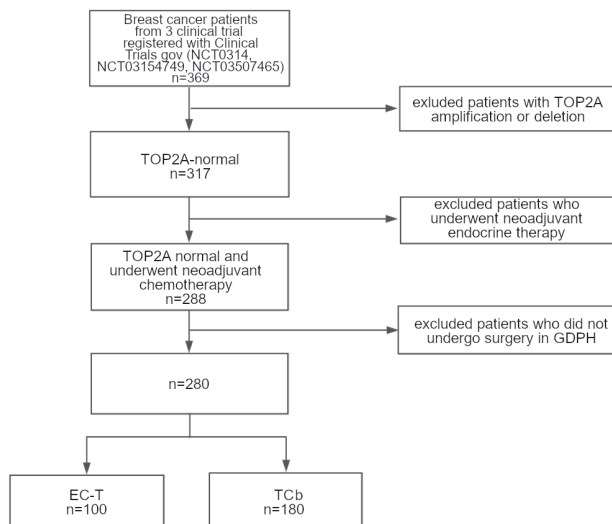 Breast cancer patients
from 3 clinical trial
registered with Clinical
Trials gov (NCT0314,
NCT03154749, NCT03507465)
n=369
exluded patients with TOP2A
amplification or deletion
TOP2A-normal
n=317
excluded patients who
underwent neoadjuvant
endocrine therapy
TOP2A normal and
underwent neoadjuvant
chemotherapy
n=288
excluded patients who did not
undergo surgery in GDPH
n=280
EC-T
n=100
TCb
n=180